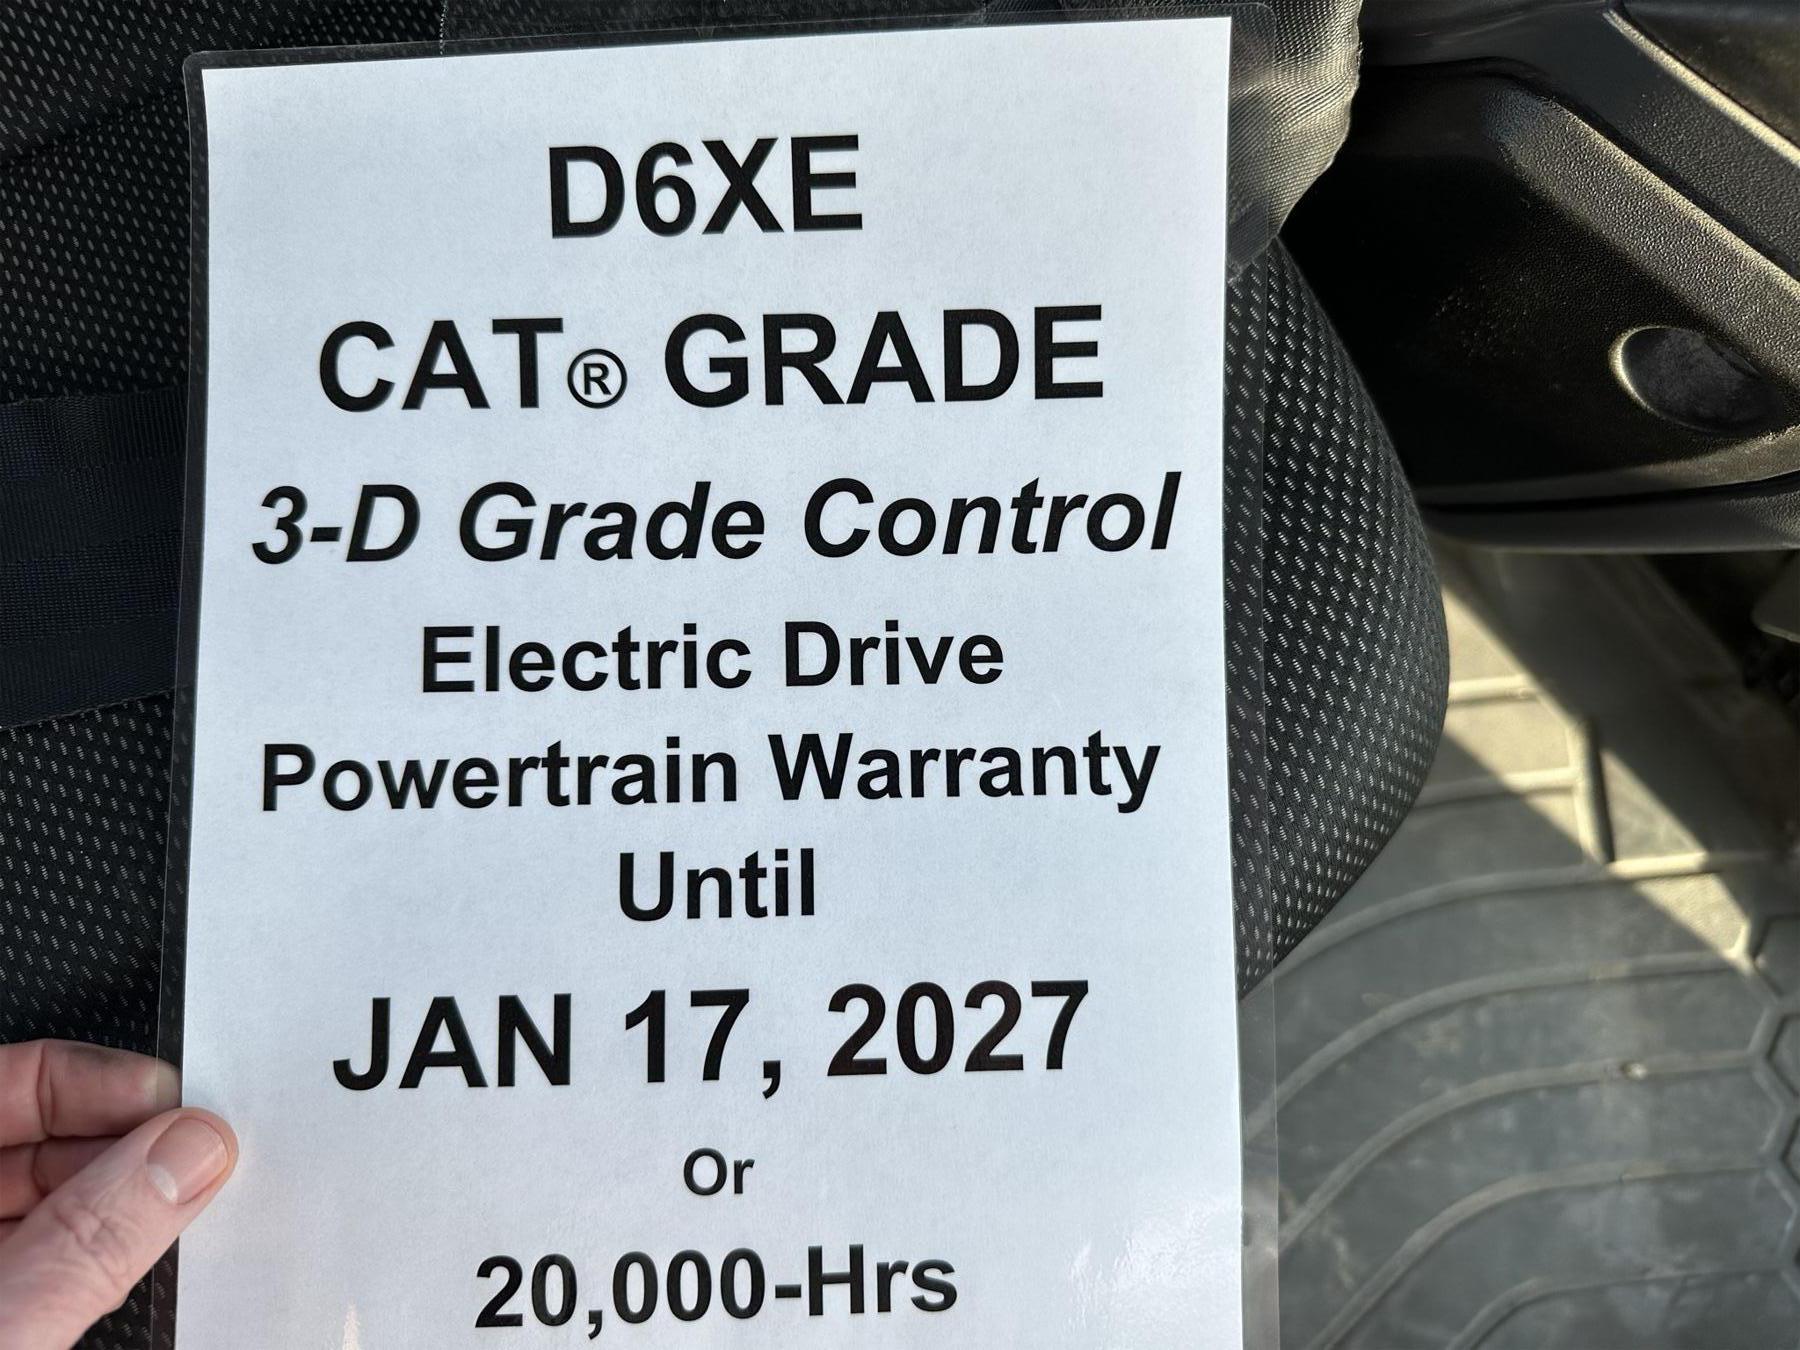 D6XE
CAT® GRADE
3-D Grade Control
Electric Drive
Powertrain Warranty
Until
JAN 17, 2027
Or
20,000-Hrs